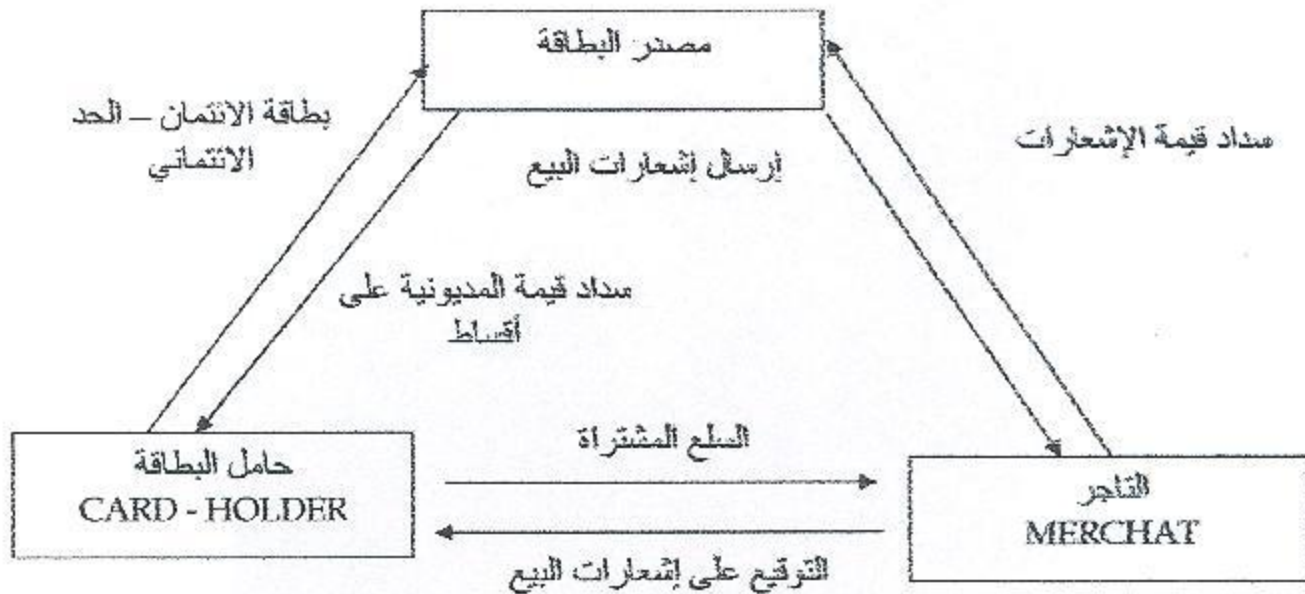 مصدر البطاقة
بطاقة الائتمان – الحد
الائتماني
سداد قيمة الإشعارات
إرسال إشعارات البيع
سداد قيمة المديونية على
أقساط
السلع المشتراة
حامل البطاقة
CARD - HOLDER
التاجر
MERCHAT
التوقيع على إشعارات البيع